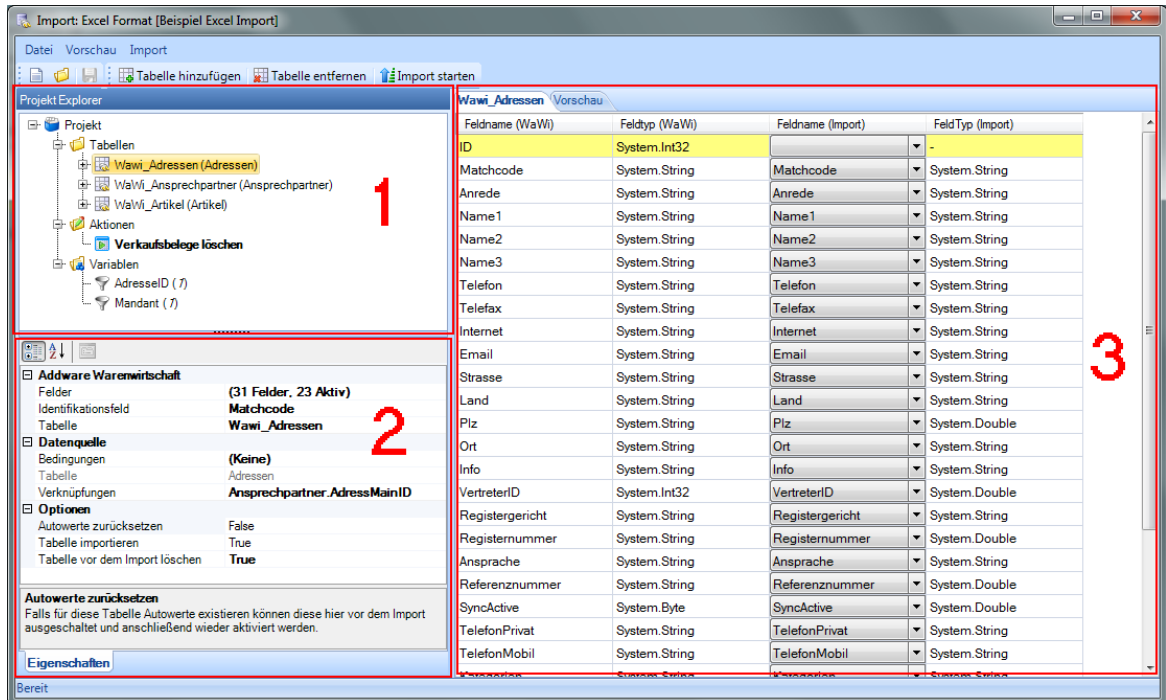 Import: Excel Format [Beispiel Excel Import]
Datei Vorschau Import
Tabelle hinzufügen Tabelle entfernen Import starten
Projekt Explorer
Projekt
Tabellen
Wawi_Adressen (Adressen)
WaWi_Ansprechpartner (Ansprechpartner)
WaWi_Artikel (Artikel)
Aktionen
Verkaufsbelege löschen
Variablen
AdresseID (1)
Mandant (1)
1
Addware Warenwirtschaft
Felder (31 Felder, 23 Aktiv)
Identifikationsfeld Matchcode
Tabelle Wawi_Adressen
Datenquelle
Bedingungen (Keine)
Tabelle Adressen
Verknüpfungen Ansprechpartner.AdressMainID
Optionen
Autowerte zurücksetzen False
Tabelle importieren True
Tabelle vor dem Import löschen True
2
Autowerte zurücksetzen
Falls für diese Tabelle Autowerte existieren können diese hier vor dem Import
ausgeschaltet und anschließend wieder aktiviert werden.
Eigenschaften
Wawi_Adressen Vorschau
Feldname (WaWi) Feldtyp (WaWi) Feldname (Import) FeldTyp (Import)
ID System.Int32 -
Matchcode System.String Matchcode System.String
Anrede System.String Anrede System.String
Name1 System.String Name1 System.String
Name2 System.String Name2 System.String
Name3 System.String Name3 System.String
Telefon System.String Telefon System.String
Telefax System.String Telefax System.String
Internet System.String Internet System.String
Email System.String Email System.String
Strasse System.String Strasse System.String
Land System.String Land System.String
Plz System.String Plz System.Double
Ort System.String Ort System.String
Info System.String Info System.String
VertreterID System.Int32 VertreterID System.Double
Registergericht System.String Registergericht System.String
Registernummer System.String Registernummer System.Double
Ansprache System.String Ansprache System.String
Referenznummer System.String Referenznummer System.Double
SyncActive System.Byte SyncActive System.Double
TelefonPrivat System.String TelefonPrivat System.String
TelefonMobil System.String TelefonMobil System.String
3
Bereit